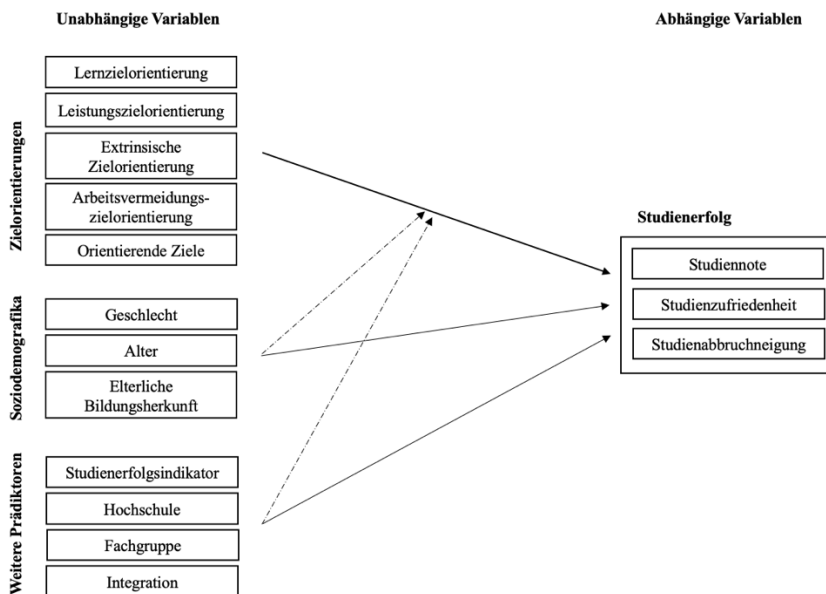 Unabhängige Variablen
Abhängige Variablen
Zielorientierungen
Lernzielorientierung
Leistungszielorientierung
Extrinsische
Zielorientierung
Arbeitsvermeidungs-
zielorientierung
Orientierende Ziele
Soziodemografika
Geschlecht
Alter
Elterliche
Bildungsherkunft
Weitere Prädiktoren
Studienerfolgsindikator
Hochschule
Fachgruppe
Integration
Studienerfolg
Studiennote
Studienzufriedenheit
Studienabbruchneigung